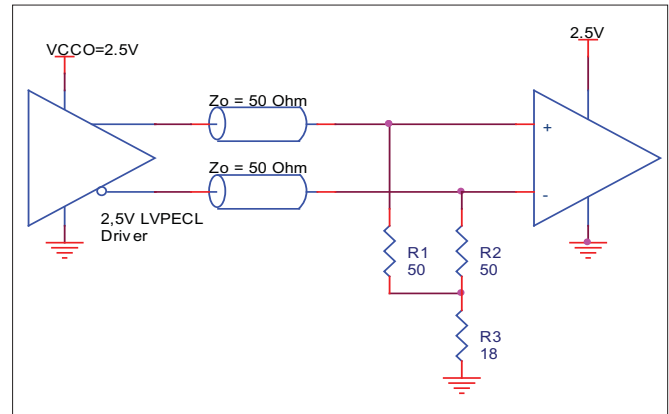 VCCO=2.5V
2.5V
Zo = 50 Ohm
+
Zo = 50 Ohm
-
2,5V LVPECL
Driver
R1
50
R2
50
R3
18